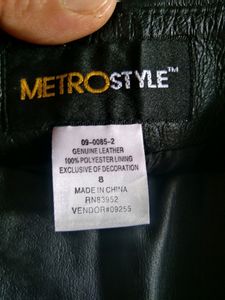 METROSTYLE™
09-0085-2
GENUINE LEATHER
100% POLYESTER LINING
EXCLUSIVE OF DECORATION
8
MADE IN CHINA
RN83952
VENDOR#09255